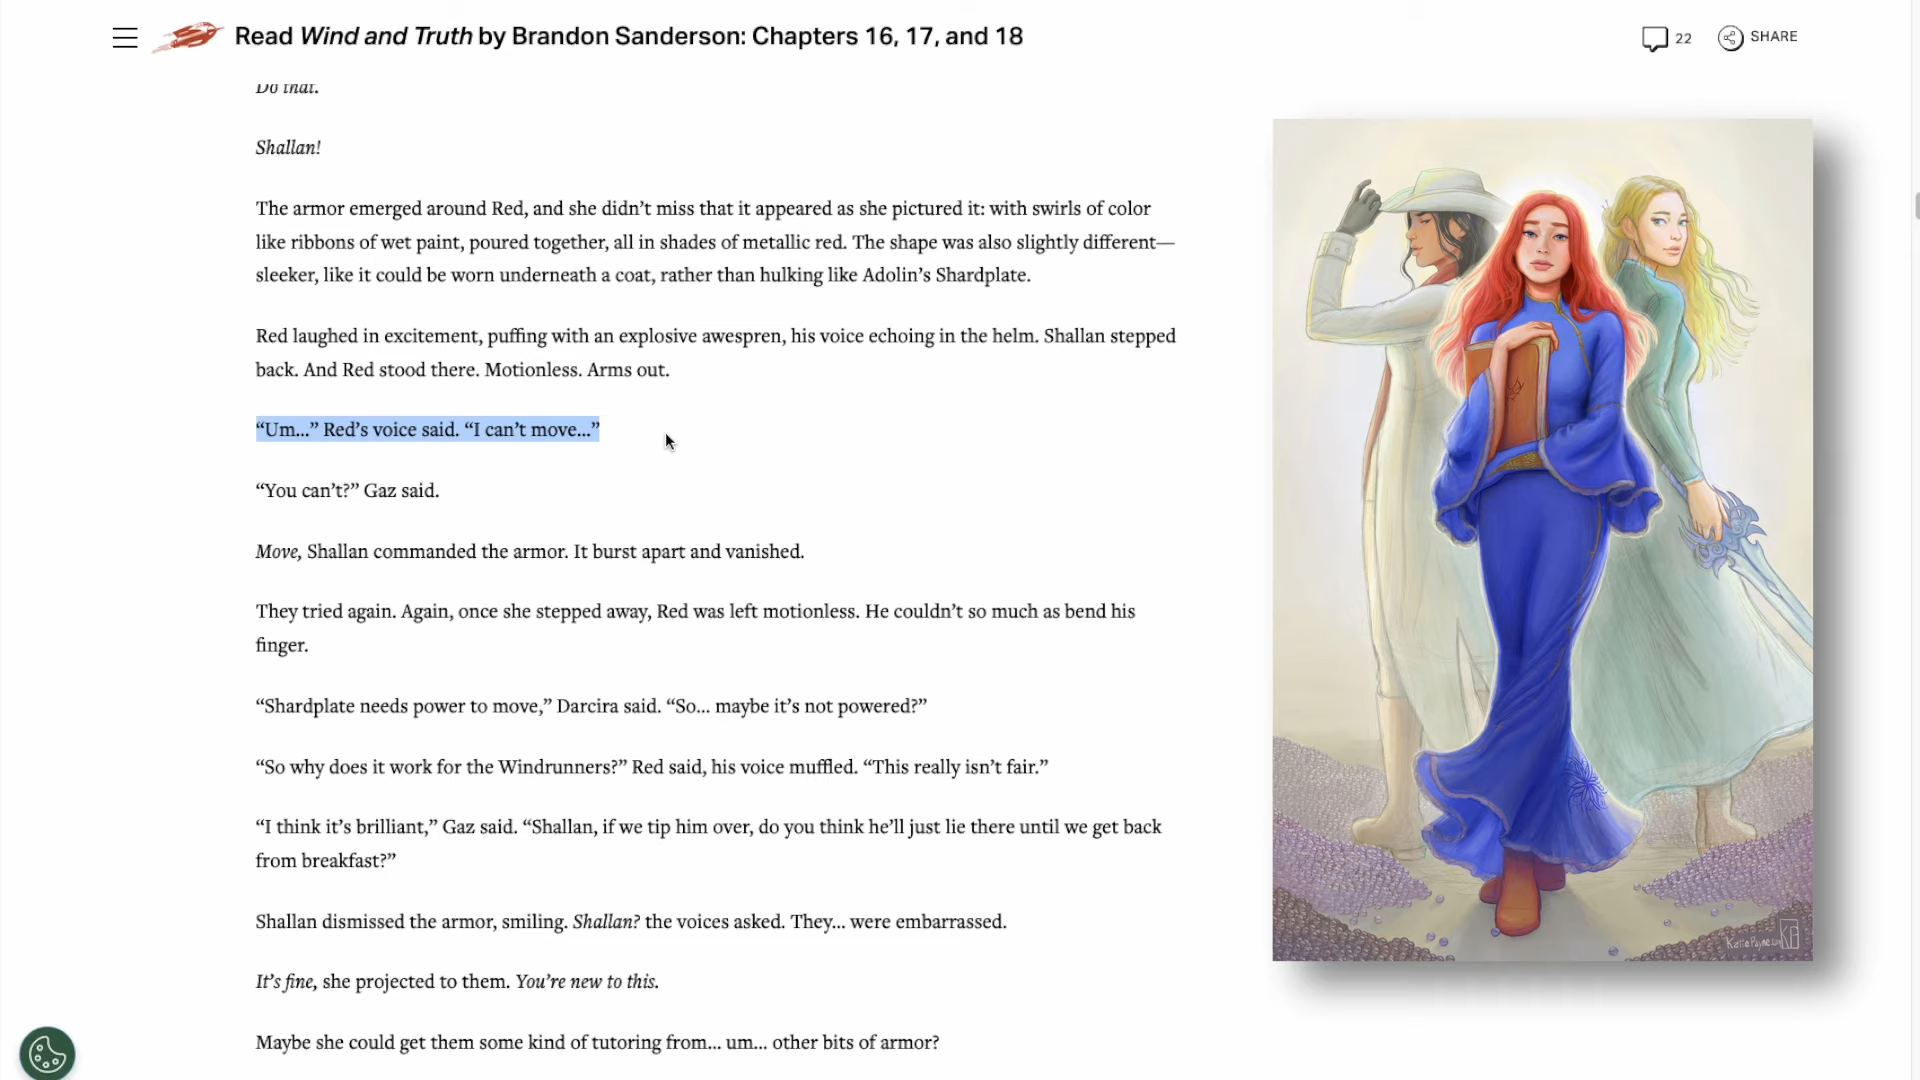 Read Wind and Truth by Brandon Sanderson: Chapters 16, 17, and 18
22
SHARE
Do that.
Shallan!
The armor emerged around Red, and she didn’t miss that it appeared as she pictured it: with swirls of color
like ribbons of wet paint, poured together, all in shades of metallic red. The shape was also slightly different—
sleeker, like it could be worn underneath a coat, rather than hulking like Adolin’s Shardplate.
Red laughed in excitement, puffing with an explosive awespren, his voice echoing in the helm. Shallan stepped
back. And Red stood there. Motionless. Arms out.
“Um…” Red’s voice said. “I can’t move…”
“You can’t?” Gaz said.
Move, Shallan commanded the armor. It burst apart and vanished.
They tried again. Again, once she stepped away, Red was left motionless. He couldn’t so much as bend his
finger.
“Shardplate needs power to move,” Darcira said. “So… maybe it’s not powered?”
“So why does it work for the Windrunners?” Red said, his voice muffled. “This really isn’t fair.”
“I think it’s brilliant,” Gaz said. “Shallan, if we tip him over, do you think he’ll just lie there until we get back
from breakfast?”
Shallan dismissed the armor, smiling. Shallan? the voices asked. They… were embarrassed.
It’s fine, she projected to them. You’re new to this.
Maybe she could get them some kind of tutoring from… um… other bits of armor?